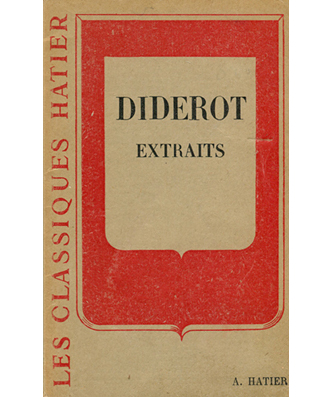 LES CLASSIQUES HATIER
DIDEROT
EXTRAITS
A. HATIER